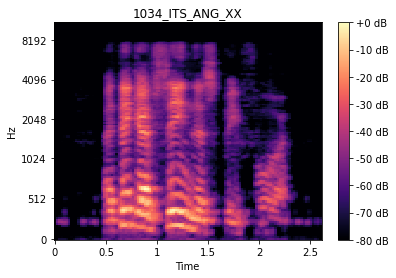 1034_ITS_ANG_XX
+0 dB
8192
-10 dB
-20 dB
4096
-30 dB
Hz
2048
-40 dB
1024
-50 dB
512
-60 dB
-70 dB
0
-80 dB
0 0.5 1 1.5 2 2.5
Time